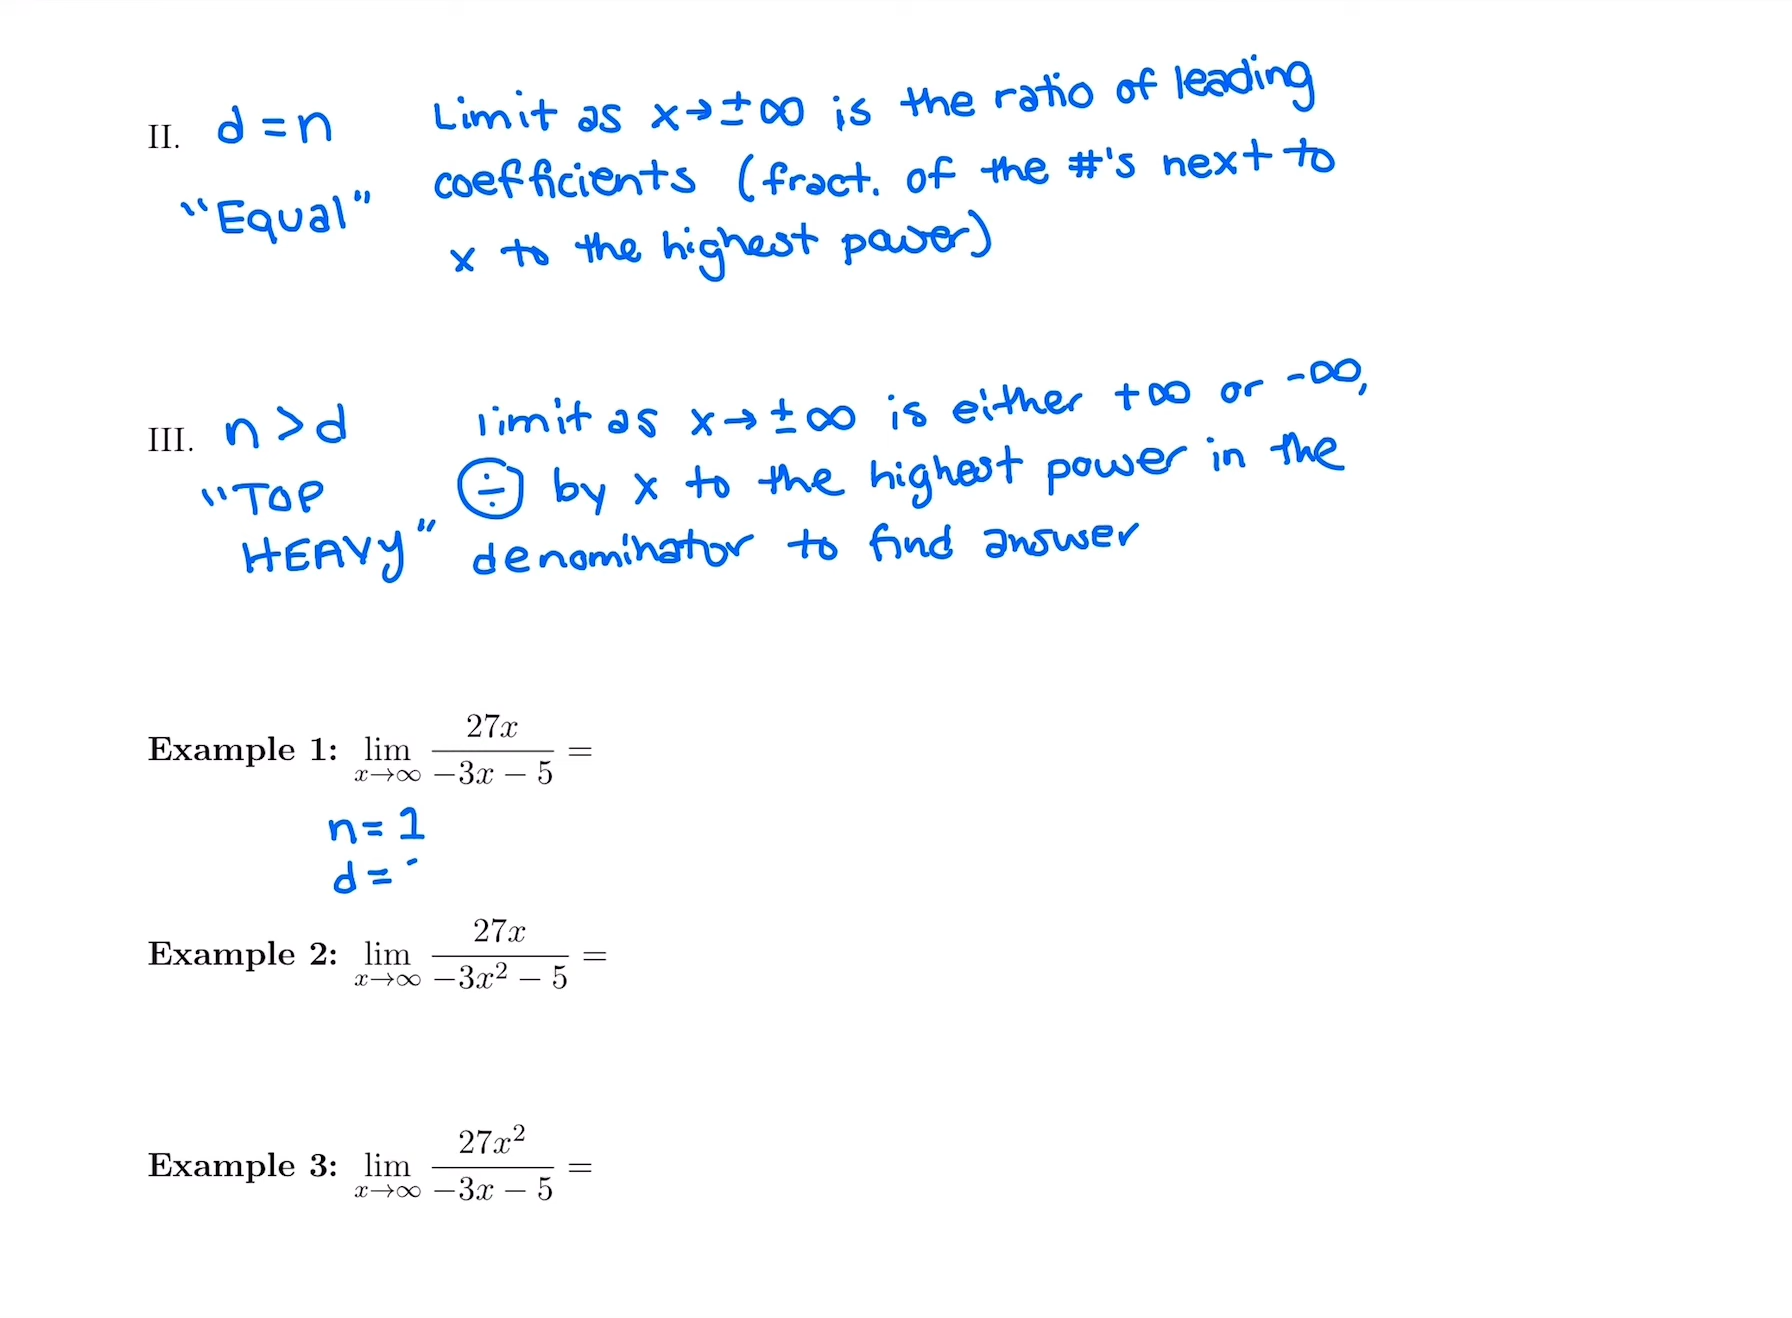 II. d = n Limit as x→±∞ is the ratio of leading
"Equal" coefficients (fract. of the #'s next to
x to the highest power)
III. n > d limit as x→±∞ is either +∞ or -∞,
"TOP ÷ by x to the highest power in the
HEAVY" denominator to find answer
Example 1: lim x→∞ 27x / (−3x − 5) =
n = 1
d =
Example 2: lim x→∞ 27x / (−3x² − 5) =
Example 3: lim x→∞ 27x² / (−3x − 5) =